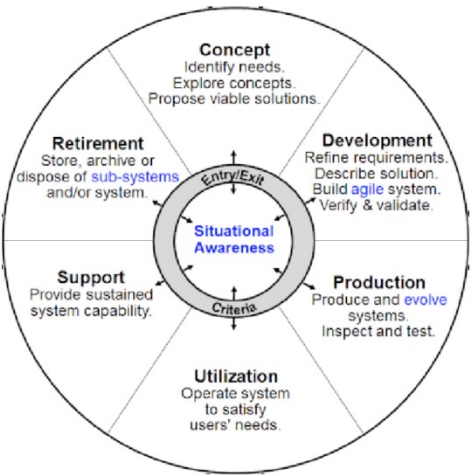 Concept
Identify needs.
Explore concepts.
Propose viable solutions.
Development
Refine requirements.
Describe solution.
Build agile system.
Verify & validate.
Production
Produce and evolve
systems.
Inspect and test.
Utilization
Operate system
to satisfy
users' needs.
Support
Provide sustained
system capability.
Retirement
Store, archive or
dispose of sub-systems
and/or system.
Entry/Exit
Criteria
Situational
Awareness